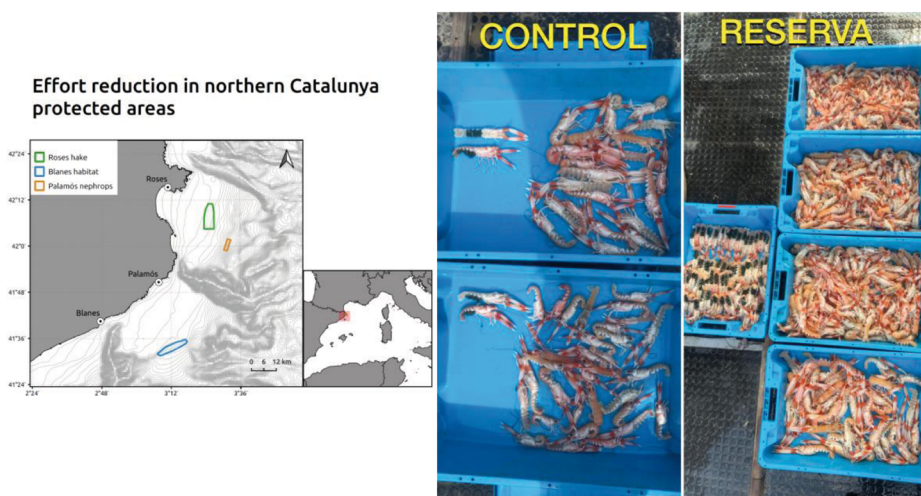 Effort reduction in northern Catalunya
protected areas
Roses hake
Blanes habitat
Palamós nephrops
42°24'
42°12'
42°0'
41°48'
41°36'
41°24'
Roses
Palamós
Blanes
0 6 12 km
2°24' 2°48' 3°12' 3°36'
CONTROL
RESERVA